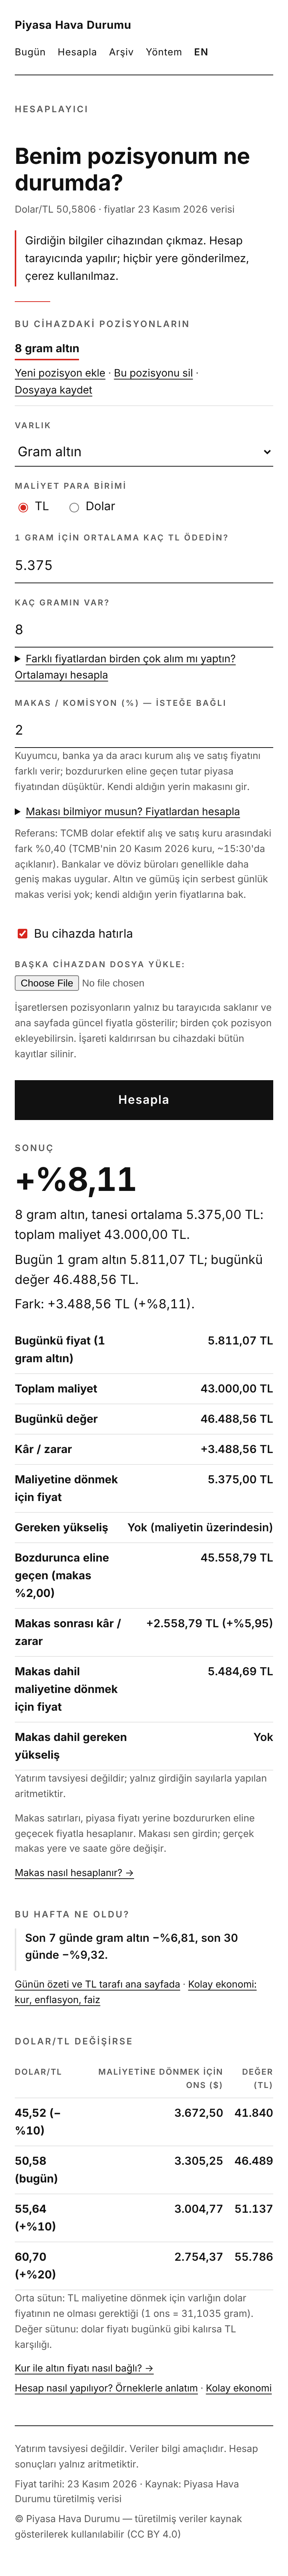 Piyasa Hava Durumu
Bugün Hesapla Arşiv Yöntem EN
HESAPLAYICI
Benim pozisyonum ne
durumda?
Dolar/TL 50,5806 · fiyatlar 23 Kasım 2026 verisi
Girdiğin bilgiler cihazından çıkmaz. Hesap
tarayıcında yapılır; hiçbir yere gönderilmez,
çerez kullanılmaz.
BU CİHAZDAKİ POZİSYONLARIN
8 gram altın
Yeni pozisyon ekle · Bu pozisyonu sil ·
Dosyaya kaydet
VARLIK
Gram altın
MALİYET PARA BİRİMİ
TL Dolar
1 GRAM İÇİN ORTALAMA KAÇ TL ÖDEDİN?
5.375
KAÇ GRAMIN VAR?
8
Farklı fiyatlardan birden çok alım mı yaptın?
Ortalamayı hesapla
MAKAS / KOMİSYON (%) — İSTEĞE BAĞLI
2
Kuyumcu, banka ya da aracı kurum alış ve satış fiyatını
farklı verir; bozdururken eline geçen tutar piyasa
fiyatından düşüktür. Kendi aldığın yerin makasını gir.
Makası bilmiyor musun? Fiyatlardan hesapla
Referans: TCMB dolar efektif alış ve satış kuru arasındaki
fark %0,40 (TCMB'nin 20 Kasım 2026 kuru, ~15:30'da
açıklanır). Bankalar ve döviz büroları genellikle daha
geniş makas uygular. Altın ve gümüş için serbest günlük
makas verisi yok; kendi aldığın yerin fiyatlarına bak.
Bu cihazda hatırla
BAŞKA CİHAZDAN DOSYA YÜKLE:
Choose File No file chosen
İşaretlersen pozisyonların yalnız bu tarayıcıda saklanır ve
ana sayfada güncel fiyatla gösterilir; birden çok pozisyon
ekleyebilirsin. İşareti kaldırırsan bu cihazdaki bütün
kayıtlar silinir.
Hesapla
SONUÇ
+%8,11
8 gram altın, tanesi ortalama 5.375,00 TL:
toplam maliyet 43.000,00 TL.
Bugün 1 gram altın 5.811,07 TL; bugünkü
değer 46.488,56 TL.
Fark: +3.488,56 TL (+%8,11).
Bugünkü fiyat (1
gram altın) 5.811,07 TL
Toplam maliyet 43.000,00 TL
Bugünkü değer 46.488,56 TL
Kâr / zarar +3.488,56 TL
Maliyetine dönmek
için fiyat 5.375,00 TL
Gereken yükseliş Yok (maliyetin üzerindesin)
Bozdurunca eline
geçen (makas
%2,00) 45.558,79 TL
Makas sonrası kâr /
zarar +2.558,79 TL (+%5,95)
Makas dahil
maliyetine dönmek
için fiyat 5.484,69 TL
Makas dahil gereken
yükseliş Yok
Yatırım tavsiyesi değildir; yalnız girdiğin sayılarla yapılan
aritmetiktir.
Makas satırları, piyasa fiyatı yerine bozdururken eline
geçecek fiyatla hesaplanır. Makası sen girdin; gerçek
makas yere ve saate göre değişir.
Makas nasıl hesaplanır? →
BU HAFTA NE OLDU?
Son 7 günde gram altın −%6,81, son 30
günde −%9,32.
Günün özeti ve TL tarafı ana sayfada · Kolay ekonomi:
kur, enflasyon, faiz
DOLAR/TL DEĞİŞİRSE
DOLAR/TL MALİYETİNE DÖNMEK İÇİN
ONS ($) DEĞER
(TL)
45,52 (−
%10) 3.672,50 41.840
50,58
(bugün) 3.305,25 46.489
55,64
(+%10) 3.004,77 51.137
60,70
(+%20) 2.754,37 55.786
Orta sütun: TL maliyetine dönmek için varlığın dolar
fiyatının ne olması gerektiği (1 ons = 31,1035 gram).
Değer sütunu: dolar fiyatı bugünkü gibi kalırsa TL
karşılığı.
Kur ile altın fiyatı nasıl bağlı? →
Hesap nasıl yapılıyor? Örneklerle anlatım · Kolay ekonomi
Yatırım tavsiyesi değildir. Veriler bilgi amaçlıdır. Hesap
sonuçları yalnız aritmetiktir.
Fiyat tarihi: 23 Kasım 2026 · Kaynak: Piyasa Hava
Durumu türetilmiş verisi
© Piyasa Hava Durumu — türetilmiş veriler kaynak
gösterilerek kullanılabilir (CC BY 4.0)